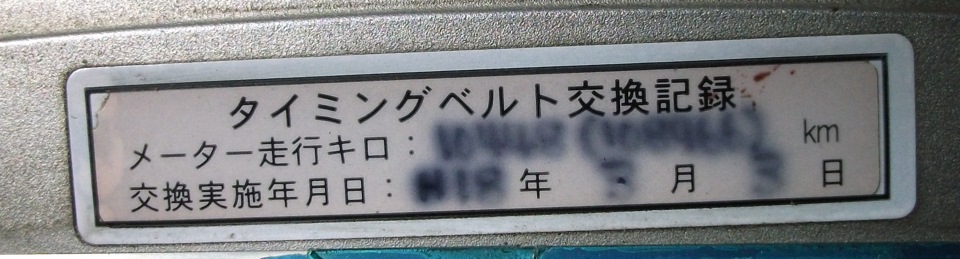 タイミングベルト交換記録
メーター走行キロ： km
交換実施年月日： 年 月 日